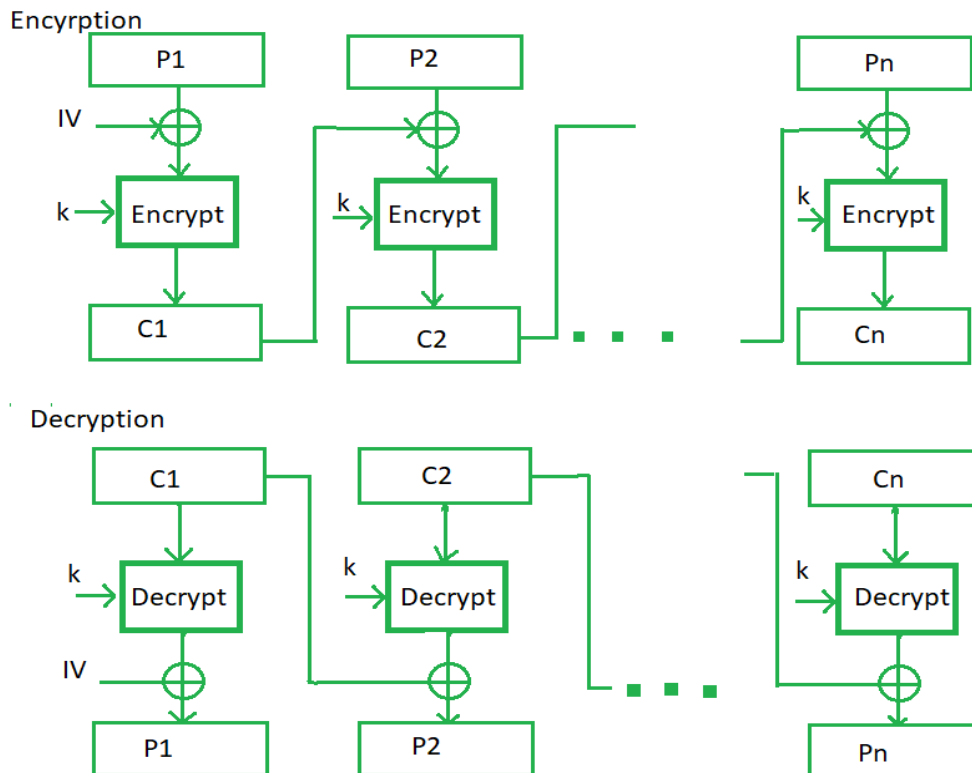 Encyrption
P1 P2 Pn
IV
k Encrypt k Encrypt k Encrypt
C1 C2 Cn
Decryption
C1 C2 Cn
k Decrypt k Decrypt k Decrypt
IV
P1 P2 Pn